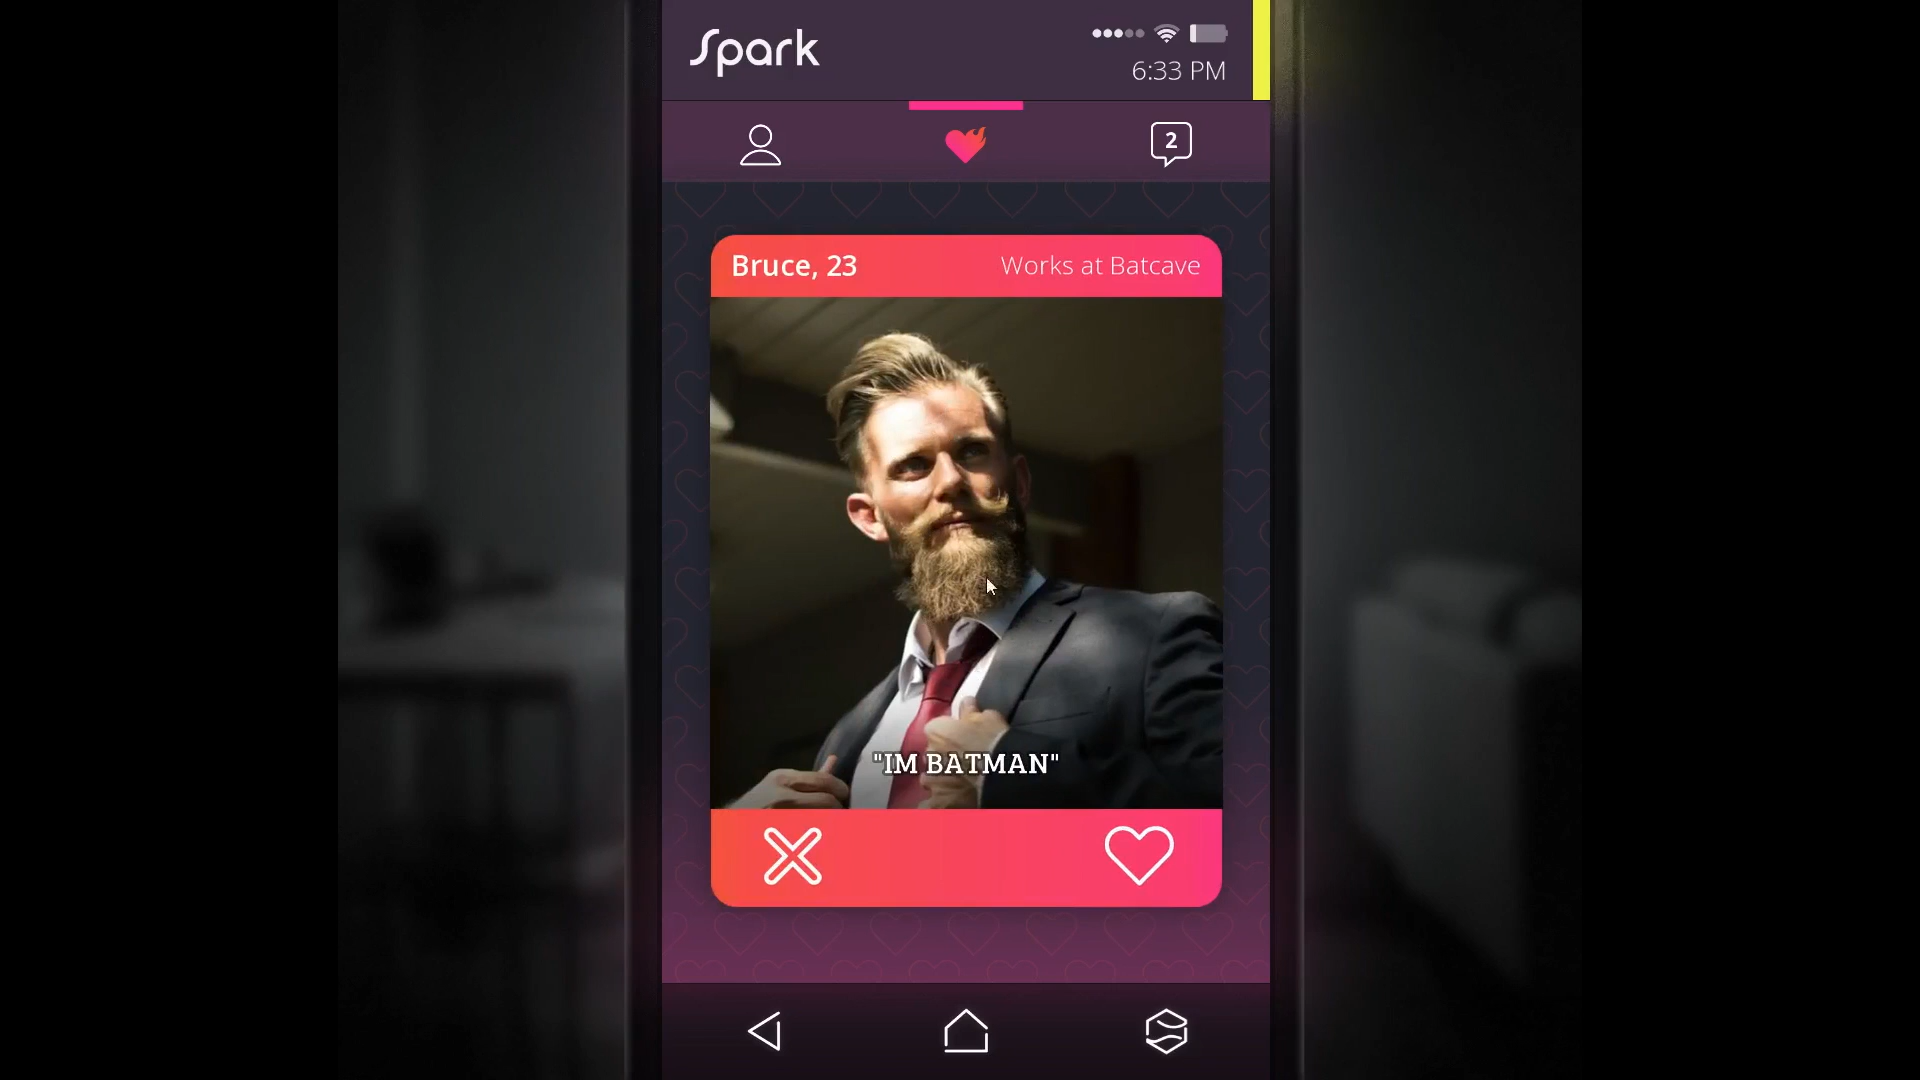 Spark
6:33 PM
2
Bruce, 23
Works at Batcave
"IM BATMAN"